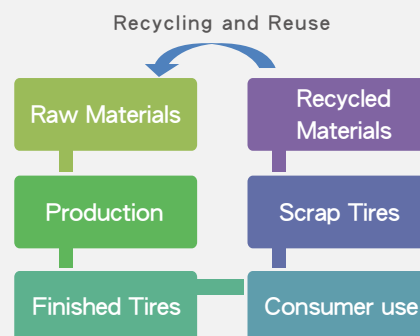 Recycling and Reuse
Raw Materials
Recycled
Materials
Production
Scrap Tires
Finished Tires
Consumer use